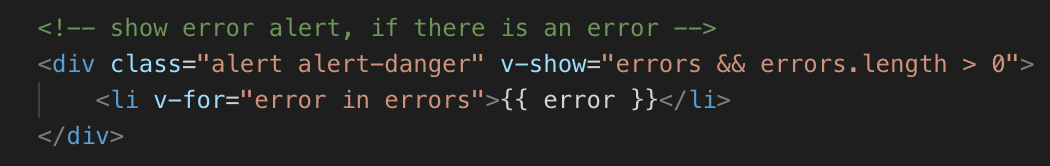 <!-- show error alert, if there is an error -->
<div class="alert alert-danger" v-show="errors && errors.length > 0">
    <li v-for="error in errors">{{ error }}</li>
</div>